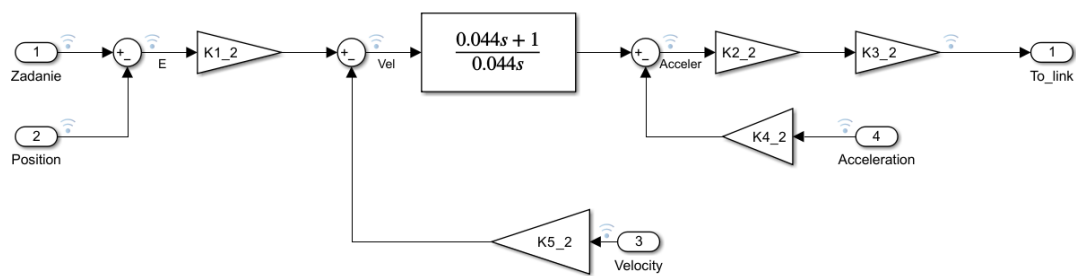 1
Zadanie
+
−
E
K1_2
+
−
Vel
0.044s + 1
0.044s
+
−
Acceler
K2_2
K3_2
1
To_link
2
Position
K4_2
4
Acceleration
K5_2
3
Velocity